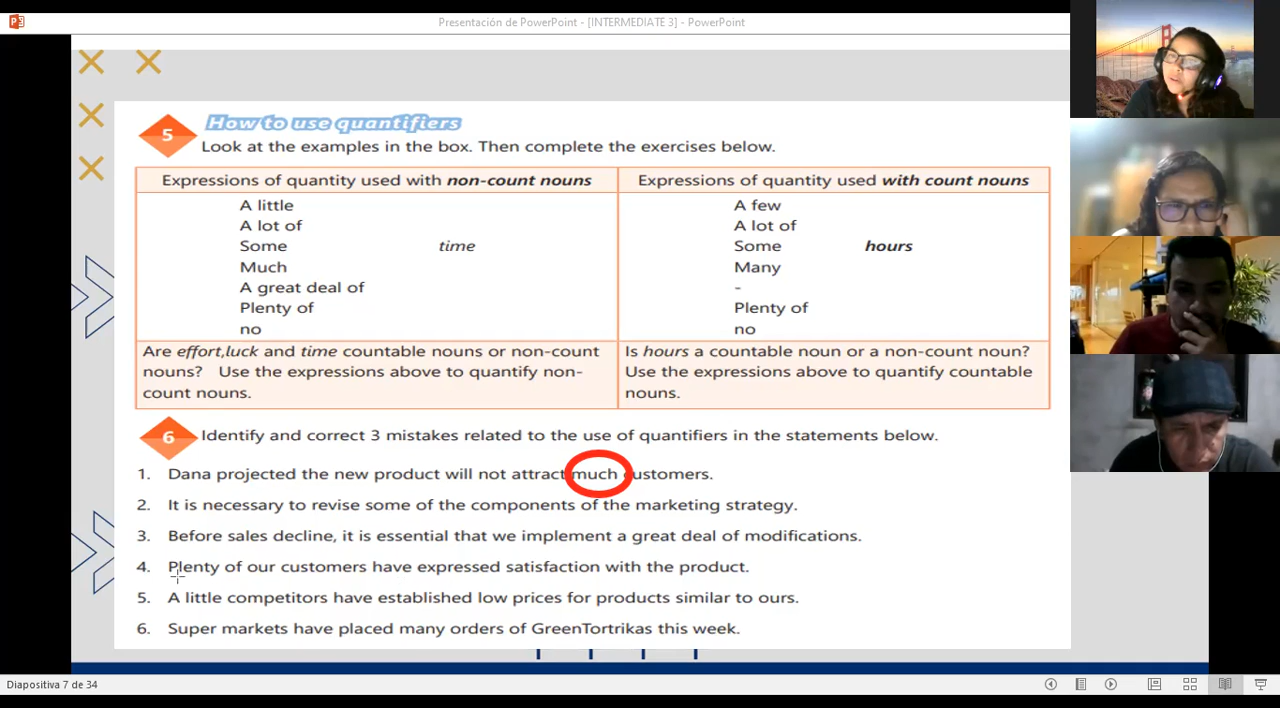 Presentación de PowerPoint - [INTERMEDIATE 3] - PowerPoint
5 How to use quantifiers
Look at the examples in the box. Then complete the exercises below.
Expressions of quantity used with non-count nouns
A little
A lot of
Some time
Much
A great deal of
Plenty of
no
Are effort,luck and time countable nouns or non-count
nouns? Use the expressions above to quantify non-
count nouns.
Expressions of quantity used with count nouns
A few
A lot of
Some hours
Many
-
Plenty of
no
Is hours a countable noun or a non-count noun?
Use the expressions above to quantify countable
nouns.
6 Identify and correct 3 mistakes related to the use of quantifiers in the statements below.
1. Dana projected the new product will not attract much customers.
2. It is necessary to revise some of the components of the marketing strategy.
3. Before sales decline, it is essential that we implement a great deal of modifications.
4. Plenty of our customers have expressed satisfaction with the product.
5. A little competitors have established low prices for products similar to ours.
6. Super markets have placed many orders of GreenTortrikas this week.
Diapositiva 7 de 34